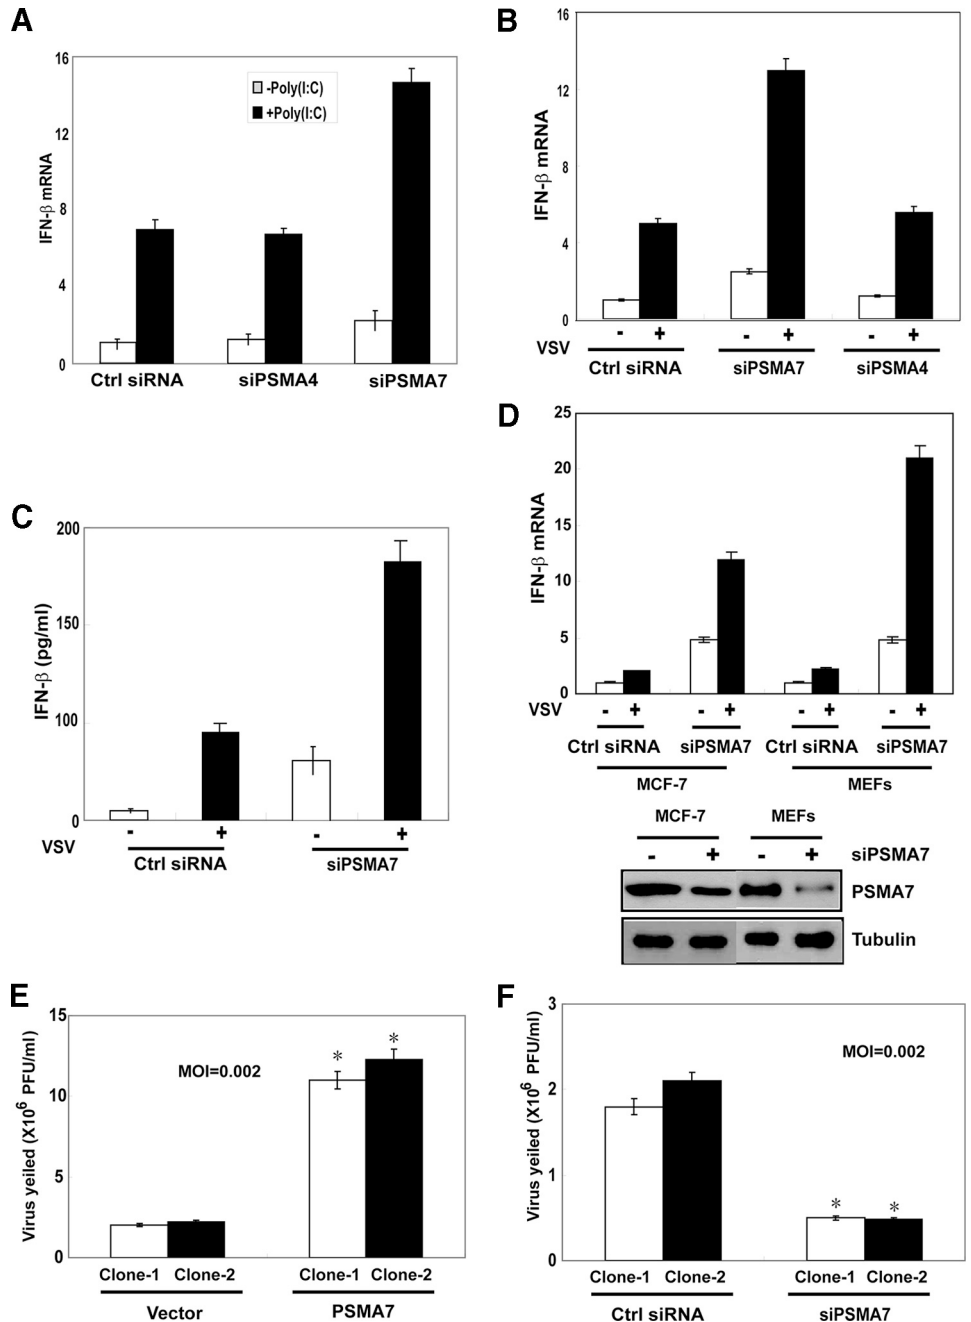 A
16
12
8
4
0
IFN-β mRNA
-Poly(I:C)
+Poly(I:C)
Ctrl siRNA siPSMA4 siPSMA7
B
16
12
8
4
0
IFN-β mRNA
VSV - + - + - +
Ctrl siRNA siPSMA7 siPSMA4
C
200
150
100
0
IFN-β (pg/ml)
VSV - + - +
Ctrl siRNA siPSMA7
D
25
20
15
10
5
0
IFN-β mRNA
VSV - + - + - + - +
Ctrl siRNA siPSMA7 Ctrl siRNA siPSMA7
MCF-7 MEFs
MCF-7 MEFs
- + - + siPSMA7
PSMA7
Tubulin
E
15
10
5
0
Virus yeiled (X10⁶ PFU/ml)
MOI=0.002
* *
Clone-1 Clone-2 Clone-1 Clone-2
Vector PSMA7
F
3
2
1
0
Virus yeiled (X10⁶ PFU/ml)
MOI=0.002
* *
Clone-1 Clone-2 Clone-1 Clone-2
Ctrl siRNA siPSMA7